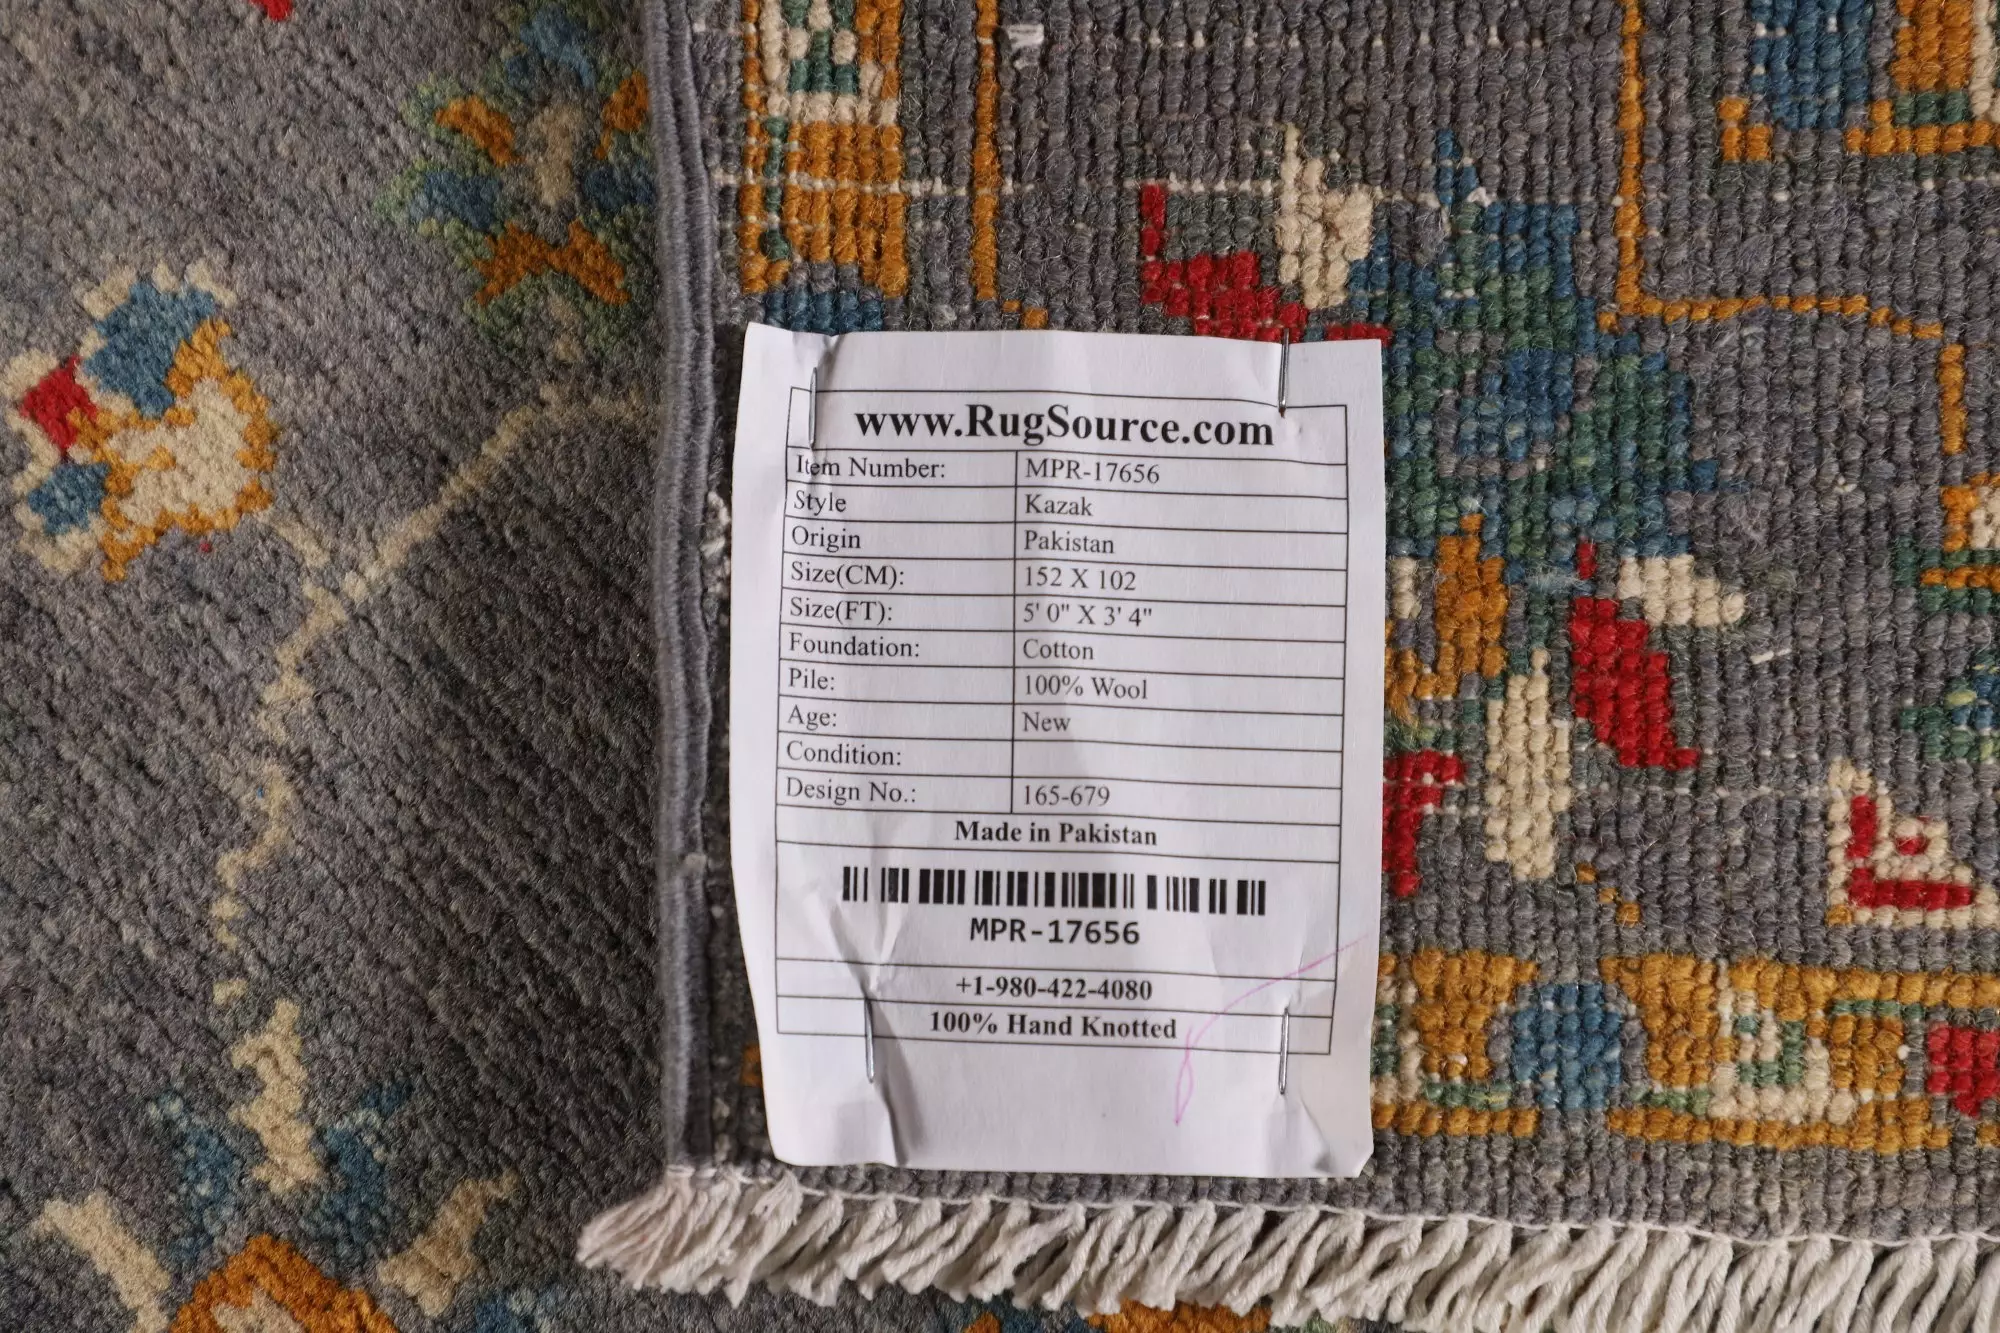 www.RugSource.com
Item Number: MPR-17656
Style Kazak
Origin Pakistan
Size(CM): 152 X 102
Size(FT): 5' 0" X 3' 4"
Foundation: Cotton
Pile: 100% Wool
Age: New
Condition:
Design No.: 165-679
Made in Pakistan
MPR-17656
+1-980-422-4080
100% Hand Knotted